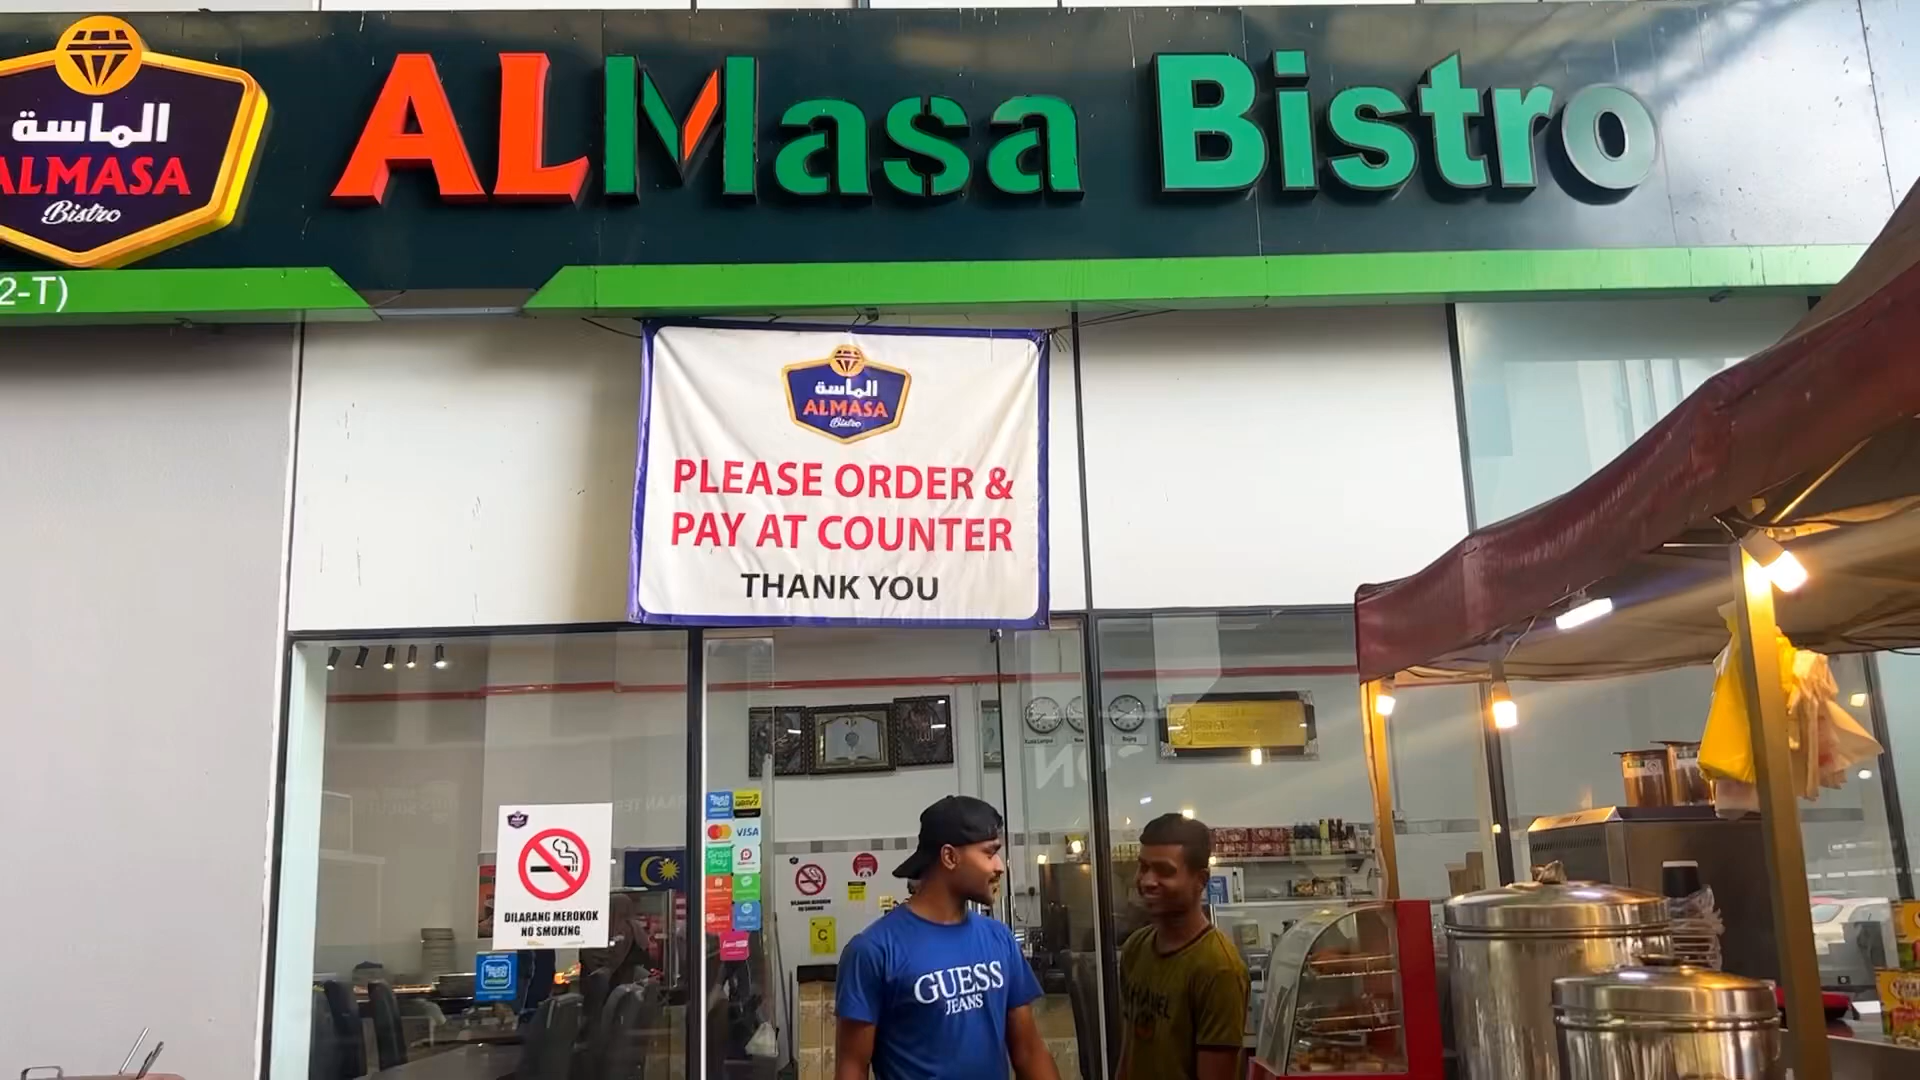 الماسة
ALMASA
Bistro
ALMasa Bistro
2-T)
الماسة
ALMASA
Bistro
PLEASE ORDER &
PAY AT COUNTER
THANK YOU
DILARANG MEROKOK
NO SMOKING
VISA
GUESS
JEANS
C